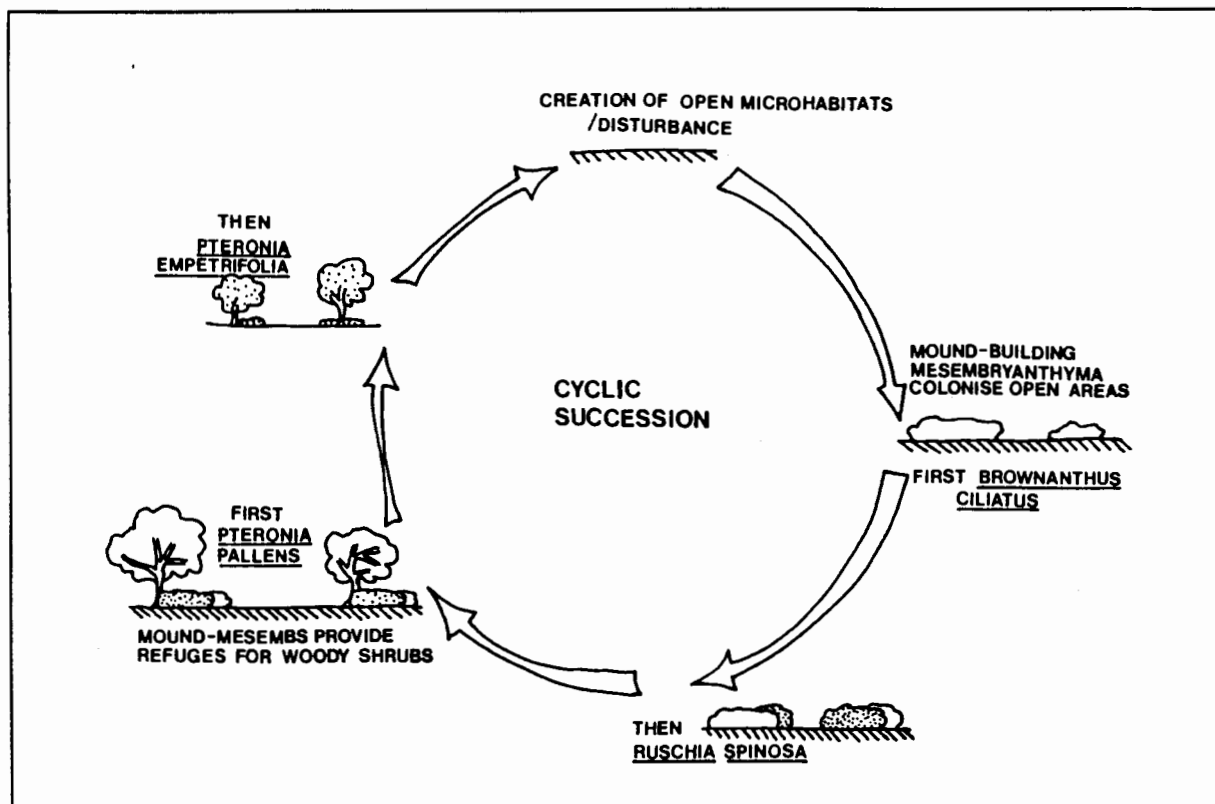 CREATION OF OPEN MICROHABITATS
/DISTURBANCE
MOUND-BUILDING
MESEMBRYANTHYMA
COLONISE OPEN AREAS
FIRST BROWNANTHUS
CILIATUS
THEN
RUSCHIA SPINOSA
FIRST
PTERONIA
PALLENS
MOUND-MESEMBS PROVIDE
REFUGES FOR WOODY SHRUBS
THEN
PTERONIA
EMPETRIFOLIA
CYCLIC
SUCCESSION